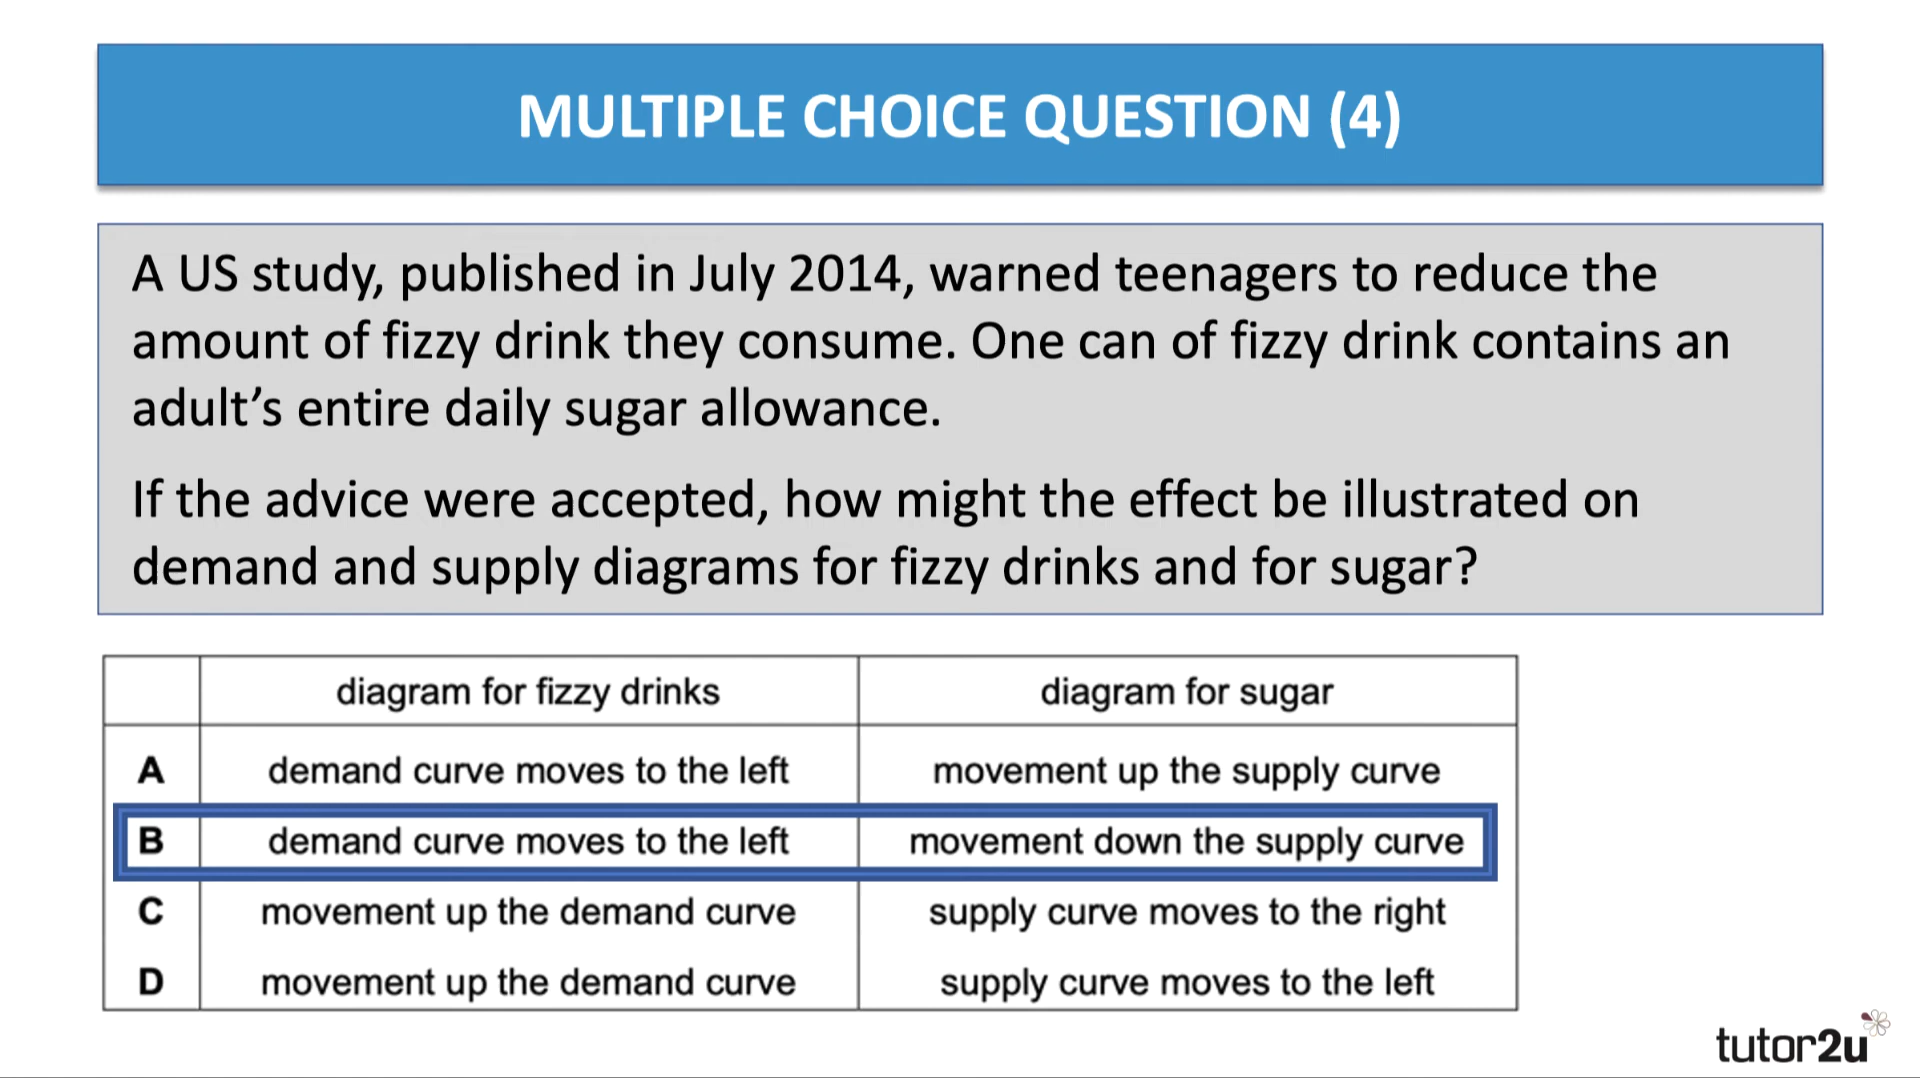 MULTIPLE CHOICE QUESTION (4)
A US study, published in July 2014, warned teenagers to reduce the
amount of fizzy drink they consume. One can of fizzy drink contains an
adult’s entire daily sugar allowance.
If the advice were accepted, how might the effect be illustrated on
demand and supply diagrams for fizzy drinks and for sugar?
diagram for fizzy drinks diagram for sugar
A demand curve moves to the left movement up the supply curve
B demand curve moves to the left movement down the supply curve
C movement up the demand curve supply curve moves to the right
D movement up the demand curve supply curve moves to the left
tutor2u